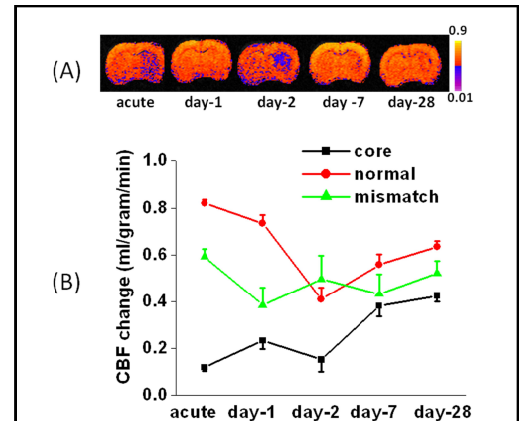 (A)
0.9
0.01
acute day-1 day-2 day -7 day-28
(B)
core
normal
mismatch
CBF change (ml/gram/min)
1.0
0.8
0.6
0.4
0.2
0.0
acute day-1 day-2 day-7 day-28